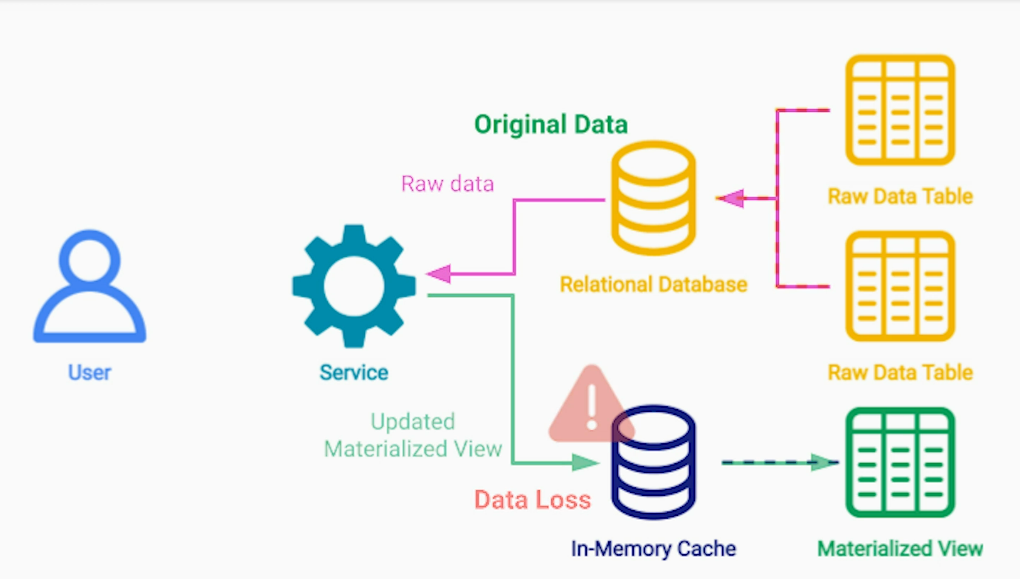 Original Data
Raw data
Raw Data Table
Relational Database
User
Service
Raw Data Table
Updated
Materialized View
Data Loss
In-Memory Cache
Materialized View